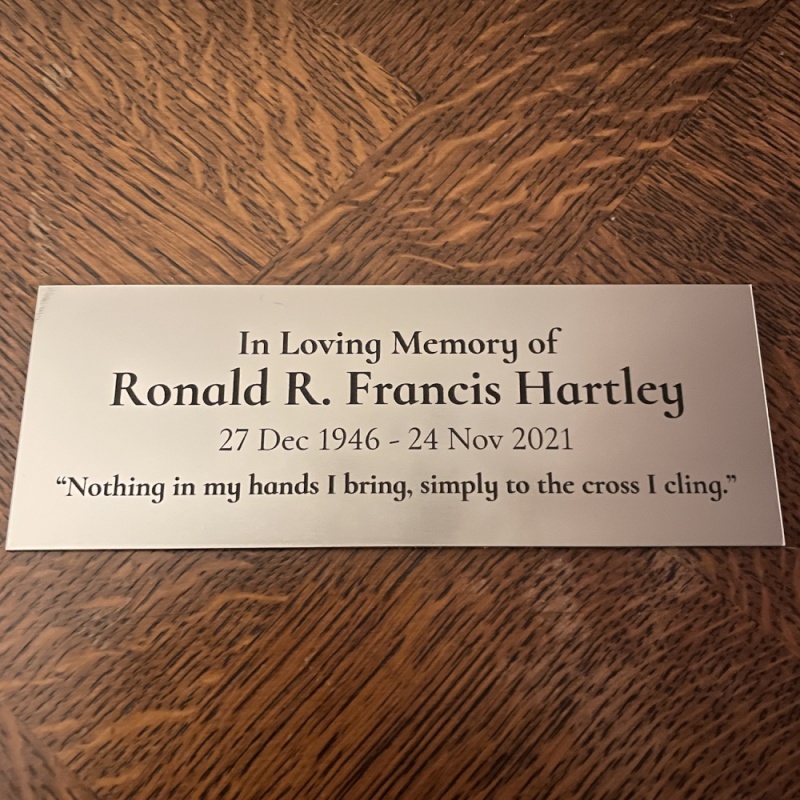 In Loving Memory of
Ronald R. Francis Hartley
27 Dec 1946 - 24 Nov 2021
“Nothing in my hands I bring, simply to the cross I cling.”